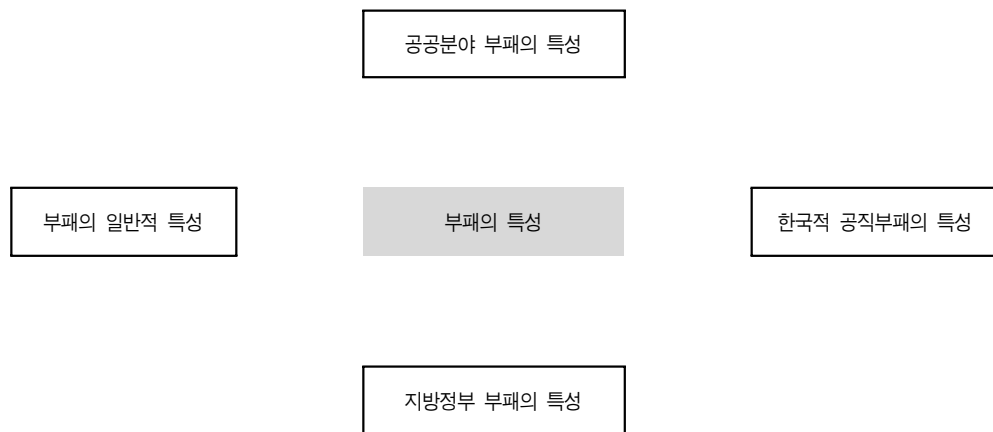 공공분야 부패의 특성
부패의 일반적 특성
부패의 특성
한국적 공직부패의 특성
지방정부 부패의 특성